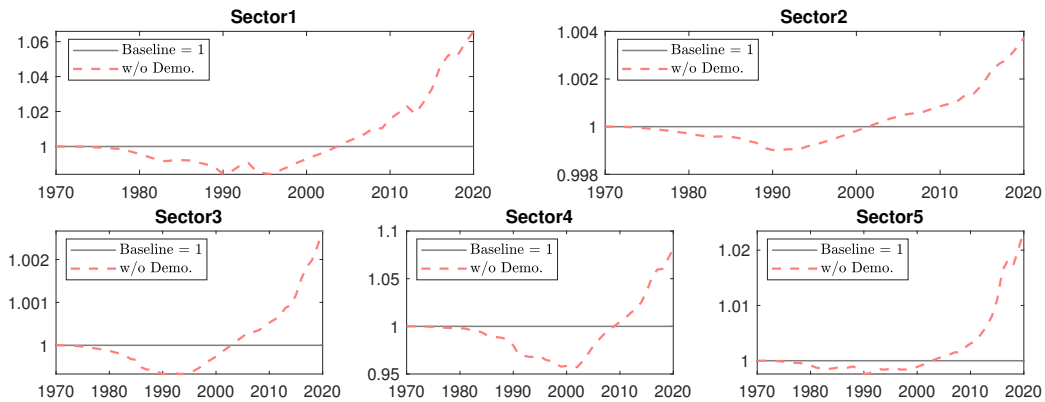 Sector1
Baseline = 1
w/o Demo.
1.06
1.04
1.02
1
1970 1980 1990 2000 2010 2020
Sector2
Baseline = 1
w/o Demo.
1.004
1.002
1
0.998
1970 1980 1990 2000 2010 2020
Sector3
Baseline = 1
w/o Demo.
1.002
1.001
1
1970 1980 1990 2000 2010 2020
Sector4
Baseline = 1
w/o Demo.
1.1
1.05
1
0.95
1970 1980 1990 2000 2010 2020
Sector5
Baseline = 1
w/o Demo.
1.02
1.01
1
1970 1980 1990 2000 2010 2020